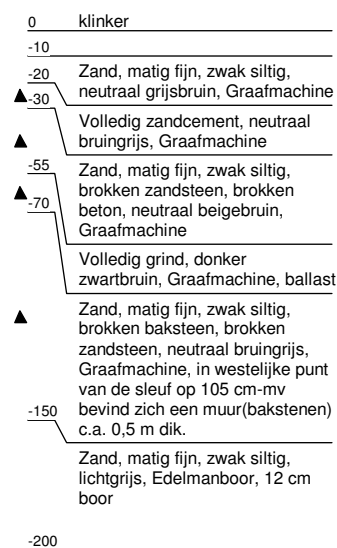 0 klinker
-10
-20 Zand, matig fijn, zwak siltig,
neutraal grijsbruin, Graafmachine
-30
Volledig zandcement, neutraal
bruingrijs, Graafmachine
-55 Zand, matig fijn, zwak siltig,
brokken zandsteen, brokken
-70 beton, neutraal beigebruin,
Graafmachine
Volledig grind, donker
zwartbruin, Graafmachine, ballast
Zand, matig fijn, zwak siltig,
brokken baksteen, brokken
zandsteen, neutraal bruingrijs,
Graafmachine, in westelijke punt
van de sleuf op 105 cm-mv
-150 bevind zich een muur(bakstenen)
c.a. 0,5 m dik.
Zand, matig fijn, zwak siltig,
lichtgrijs, Edelmanboor, 12 cm
boor
-200